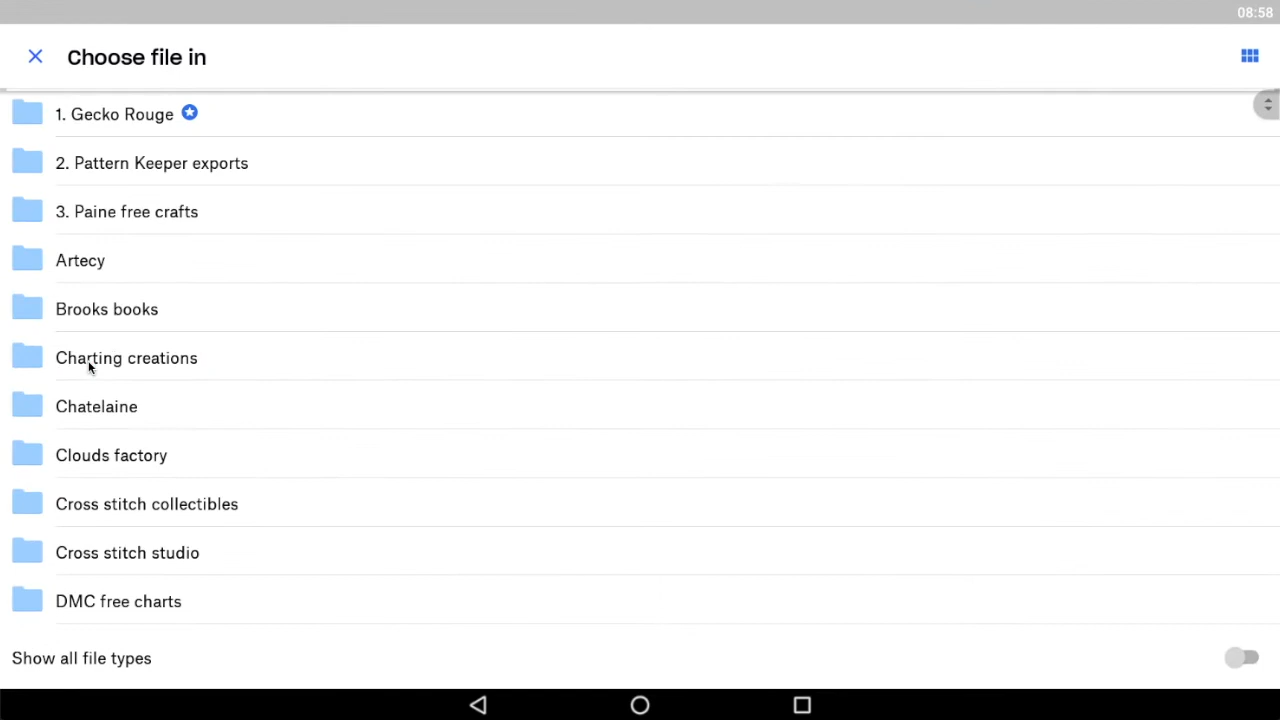 08:58
Choose file in
1. Gecko Rouge
2. Pattern Keeper exports
3. Paine free crafts
Artecy
Brooks books
Charting creations
Chatelaine
Clouds factory
Cross stitch collectibles
Cross stitch studio
DMC free charts
Show all file types